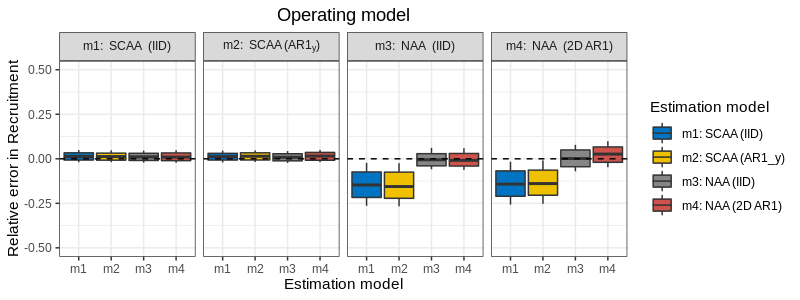 Operating model
m1: SCAA (IID)
m2: SCAA (AR1y)
m3: NAA (IID)
m4: NAA (2D AR1)
Relative error in Recruitment
0.50
0.25
0.00
-0.25
-0.50
m1 m2 m3 m4
m1 m2 m3 m4
m1 m2 m3 m4
m1 m2 m3 m4
Estimation model
Estimation model
m1: SCAA (IID)
m2: SCAA (AR1_y)
m3: NAA (IID)
m4: NAA (2D AR1)